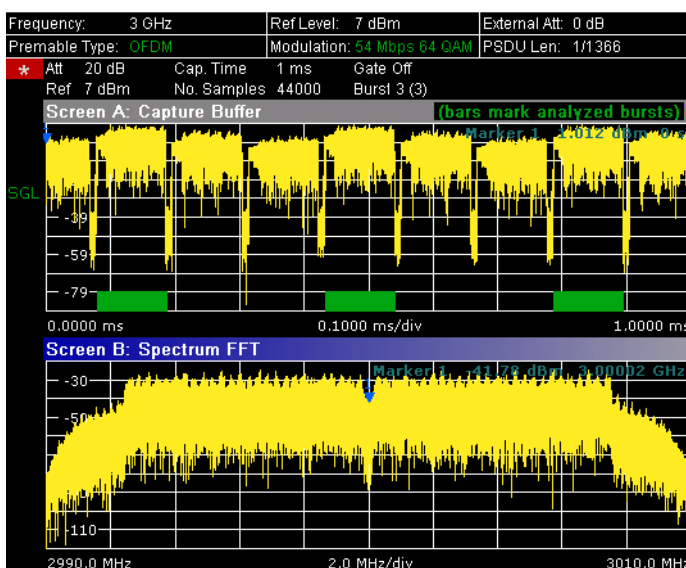 Frequency: 3 GHz Ref Level: 7 dBm External Att: 0 dB
Premable Type: OFDM Modulation: 54 Mbps 64 QAM PSDU Len: 1/1366
* Att 20 dB Cap. Time 1 ms Gate Off
Ref 7 dBm No. Samples 44000 Burst 3 (3)
Screen A: Capture Buffer (bars mark analyzed bursts)
Marker 1 1.012 dBm 0 s
SGL
-39
-59
-79
0.0000 ms 0.1000 ms/div 1.0000 ms
Screen B: Spectrum FFT
Marker 1 -41.78 dBm 3.00002 GHz
-30
-50
-110
2990.0 MHz 2.0 MHz/div 3010.0 MHz